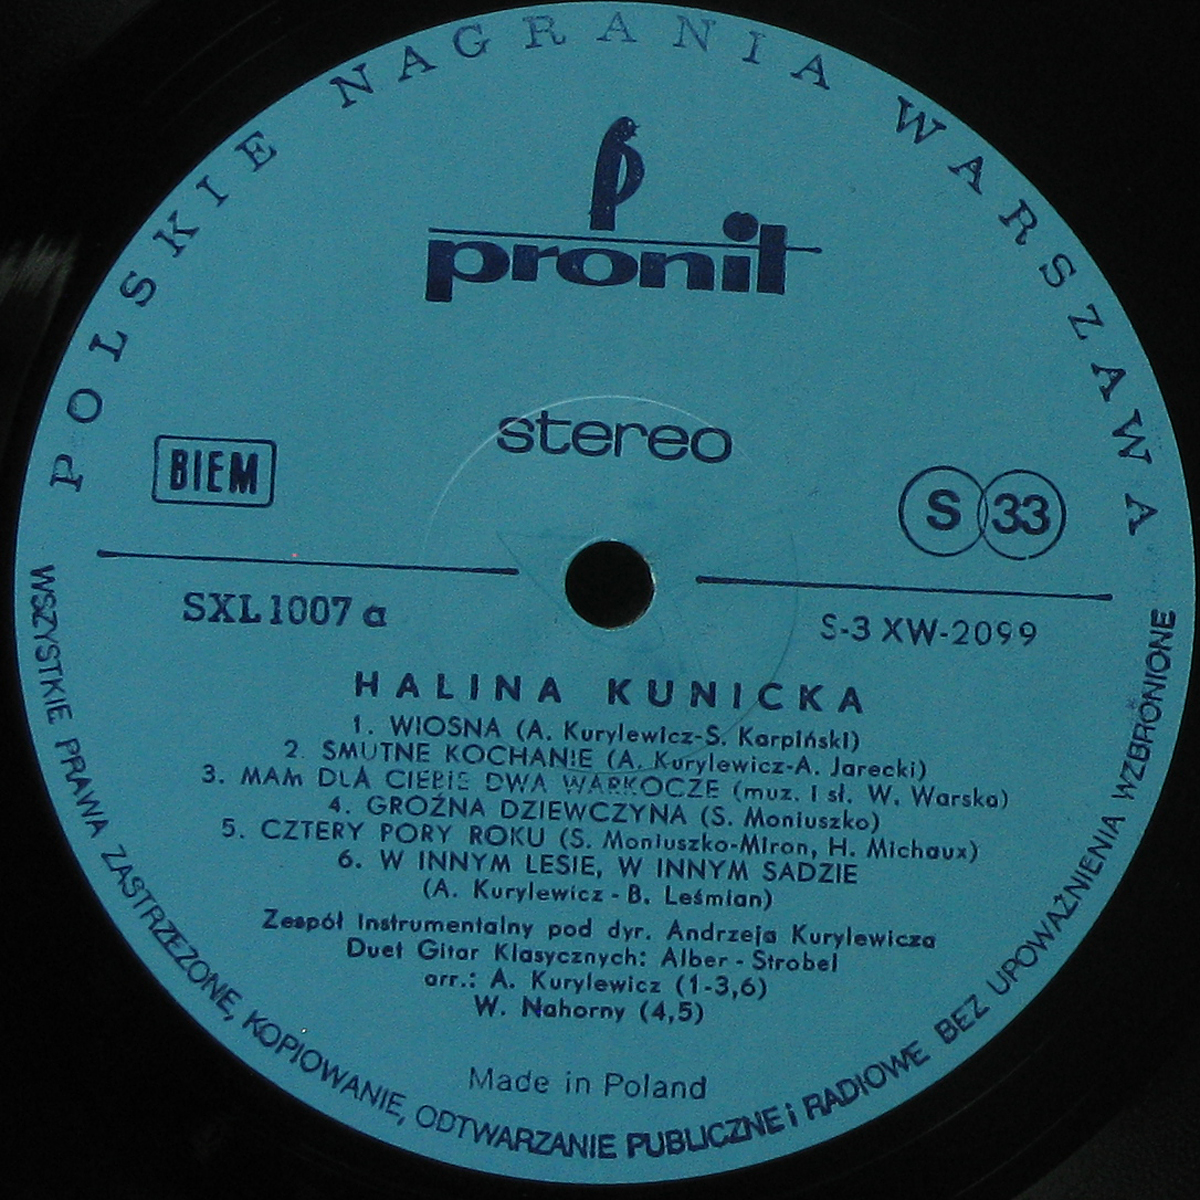 POLSKIE NAGRANIA WARSZAWA
pronit
stereo
BIEM
S 33
SXL 1007 a
S-3 XW-2099
HALINA KUNICKA
1. WIOSNA (A. Kurylewicz-S. Karpiński)
2. SMUTNE KOCHANIE (A. Kurylewicz-A. Jarecki)
3. MAM DLA CIEBIE DWA WARKOCZE (muz. i sł. W. Warska)
4. GROŹNA DZIEWCZYNA (S. Moniuszko)
5. CZTERY PORY ROKU (S. Moniuszko-Miron, H. Michaux)
6. W INNYM LESIE, W INNYM SADZIE
(A. Kurylewicz - B. Leśmian)
Zespół Instrumentalny pod dyr. Andrzeja Kurylewicza
Duet Gitar Klasycznych: Alber - Strobel
arr.: A. Kurylewicz (1-3,6)
W. Nahorny (4,5)
Made in Poland
WSZYSTKIE PRAWA ZASTRZEŻONE, KOPIOWANIE, ODTWARZANIE PUBLICZNE i RADIOWE BEZ UPOWAŻNIENIA WZBRONIONE